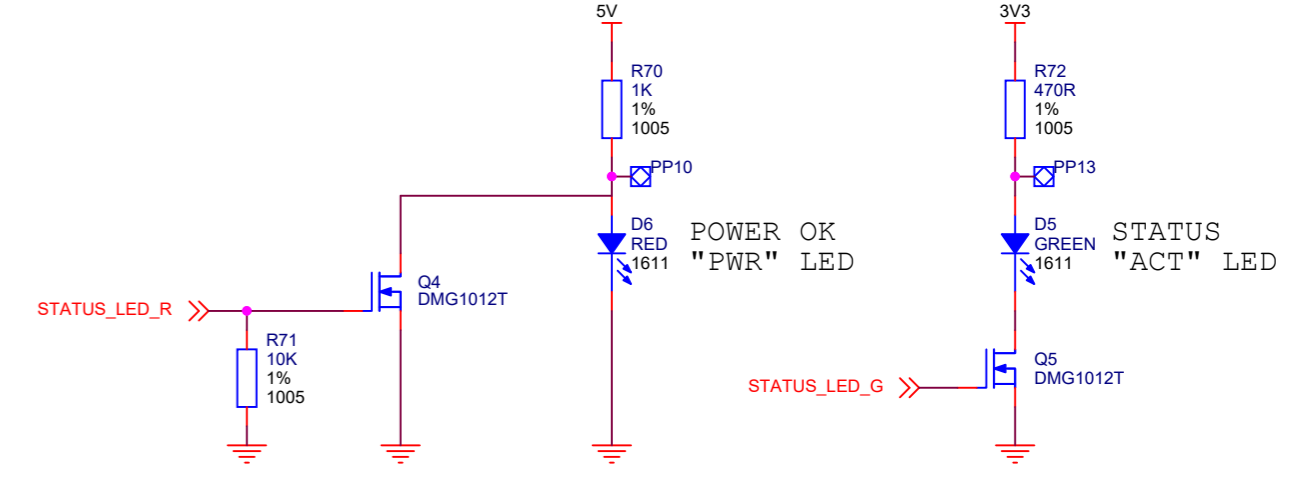 5V
3V3
R70
1K
1%
1005
R72
470R
1%
1005
PP10
PP13
D6
RED
1611
POWER OK
"PWR" LED
D5
GREEN
1611
STATUS
"ACT" LED
Q4
DMG1012T
STATUS_LED_R
R71
10K
1%
1005
Q5
DMG1012T
STATUS_LED_G